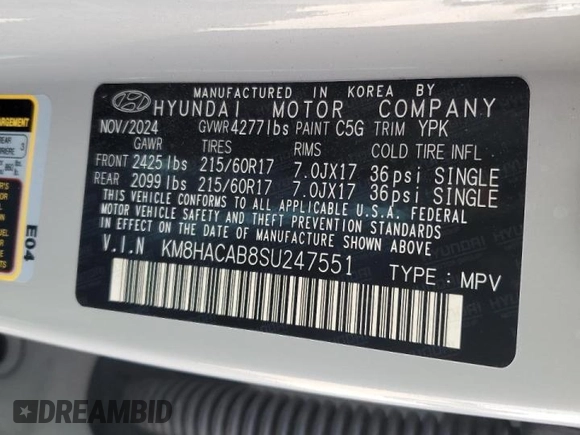 MANUFACTURED IN KOREA BY
HYUNDAI MOTOR COMPANY
NOV/2024 GVWR 4277lbs PAINT C5G TRIM YPK
GAWR TIRES RIMS COLD TIRE INFL.
FRONT 2425lbs 215/60R17 7.0JX17 36psi SINGLE
REAR 2099lbs 215/60R17 7.0JX17 36psi SINGLE
THIS VEHICLE CONFORMS TO ALL APPLICABLE U.S.A. FEDERAL
MOTOR VEHICLE SAFETY AND THEFT PREVENTION STANDARDS
IN EFFECT ON THE DATE OF MANUFACTURE SHOWN ABOVE.
V.I.N KM8HACAB8SU247551
TYPE : MPV
E04
DREAMBID